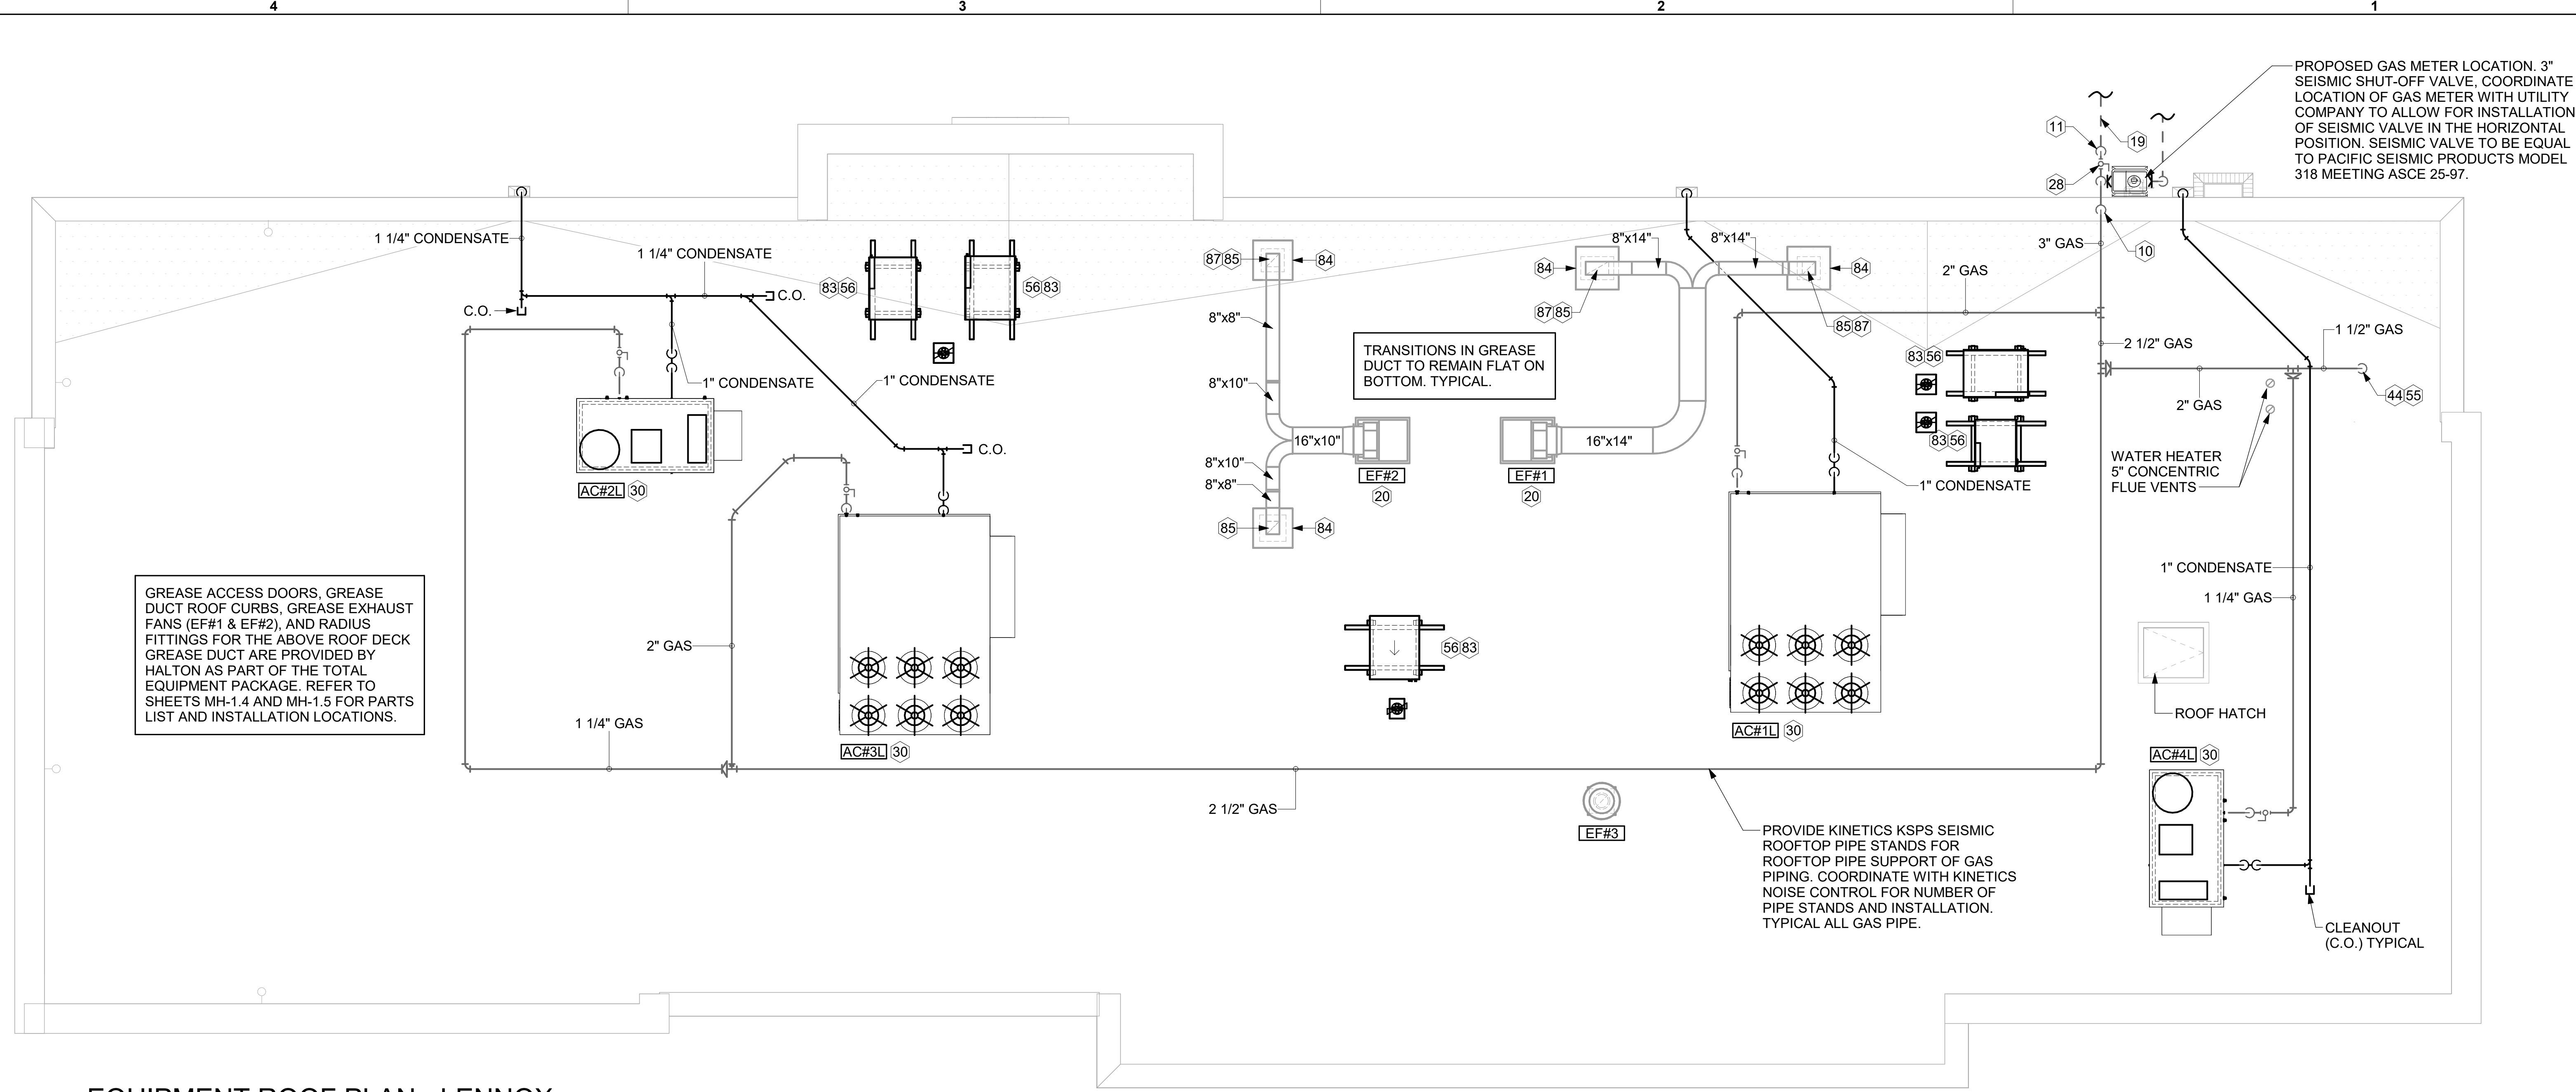 4
3
2
1
PROPOSED GAS METER LOCATION. 3"
SEISMIC SHUT-OFF VALVE, COORDINATE
LOCATION OF GAS METER WITH UTILITY
COMPANY TO ALLOW FOR INSTALLATION
OF SEISMIC VALVE IN THE HORIZONTAL
POSITION. SEISMIC VALVE TO BE EQUAL
TO PACIFIC SEISMIC PRODUCTS MODEL
318 MEETING ASCE 25-97.
11
19
28
10
1 1/4" CONDENSATE
1 1/4" CONDENSATE
C.O.
C.O.
83 56
56 83
87 85
84
8"x14"
8"x14"
84
84
87 85
85 87
3" GAS
2" GAS
8"x8"
TRANSITIONS IN GREASE
DUCT TO REMAIN FLAT ON
BOTTOM. TYPICAL.
1 1/2" GAS
2 1/2" GAS
83 56
1" CONDENSATE
1" CONDENSATE
8"x10"
44 55
2" GAS
16"x10"
16"x14"
83 56
C.O.
8"x10"
8"x8"
EF#2
20
EF#1
20
WATER HEATER
5" CONCENTRIC
FLUE VENTS
1" CONDENSATE
AC#2L 30
85
84
GREASE ACCESS DOORS, GREASE
DUCT ROOF CURBS, GREASE EXHAUST
FANS (EF#1 & EF#2), AND RADIUS
FITTINGS FOR THE ABOVE ROOF DECK
GREASE DUCT ARE PROVIDED BY
HALTON AS PART OF THE TOTAL
EQUIPMENT PACKAGE. REFER TO
SHEETS MH-1.4 AND MH-1.5 FOR PARTS
LIST AND INSTALLATION LOCATIONS.
1" CONDENSATE
1 1/4" GAS
2" GAS
56 83
ROOF HATCH
1 1/4" GAS
AC#3L 30
AC#1L 30
AC#4L 30
2 1/2" GAS
EF#3
PROVIDE KINETICS KSPS SEISMIC
ROOFTOP PIPE STANDS FOR
ROOFTOP PIPE SUPPORT OF GAS
PIPING. COORDINATE WITH KINETICS
NOISE CONTROL FOR NUMBER OF
PIPE STANDS AND INSTALLATION.
TYPICAL ALL GAS PIPE.
CLEANOUT
(C.O.) TYPICAL
EQUIPMENT ROOF PLAN - LENNOX